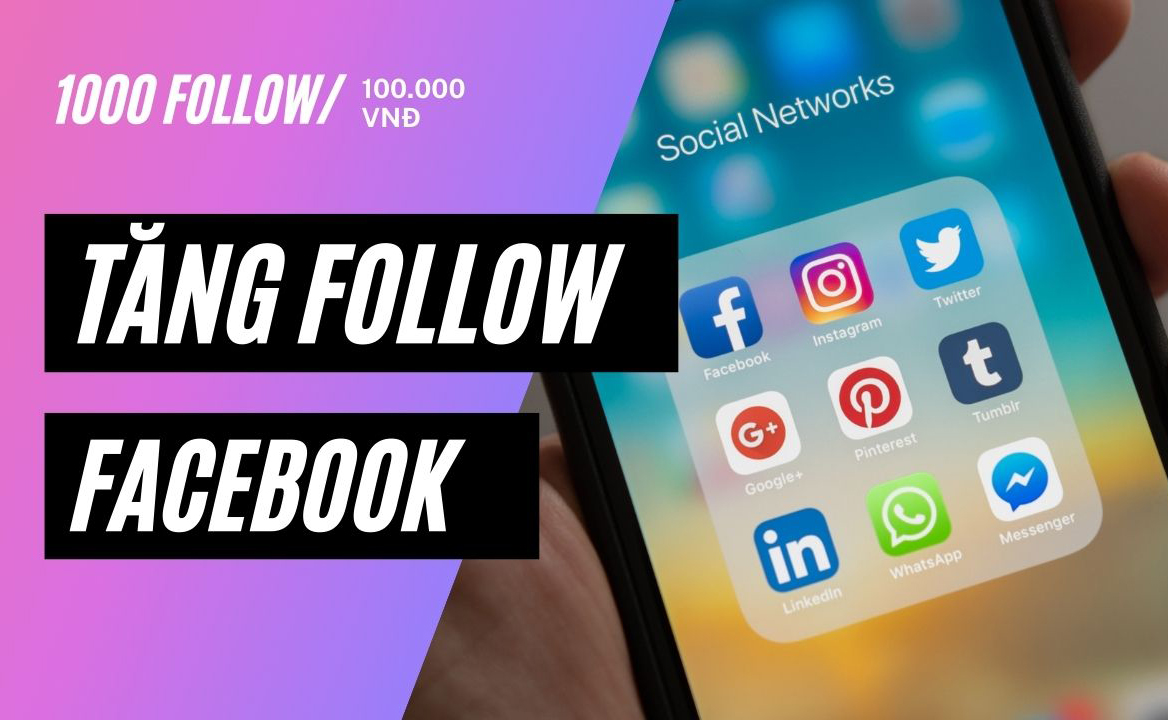 1000 FOLLOW/
100.000
VNĐ
TĂNG FOLLOW
FACEBOOK
Social Networks
Facebook
Instagram
Twitter
Google+
Pinterest
Tumblr
LinkedIn
WhatsApp
Messenger